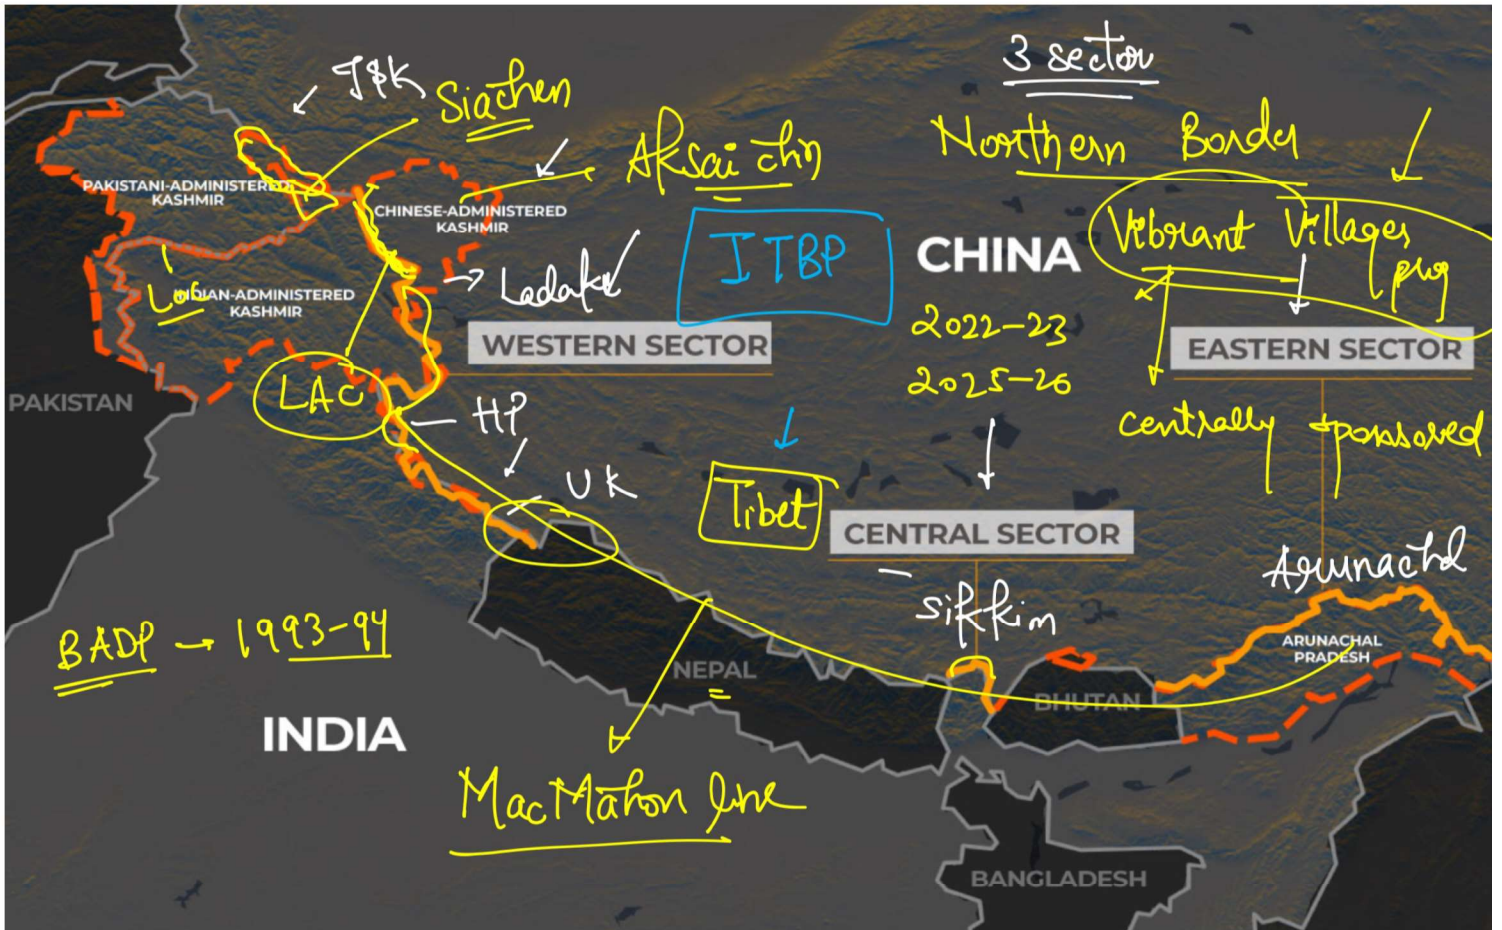 3 sector
J&K
Siachen
Northern Border
Aksai chin
PAKISTANI-ADMINISTERED
KASHMIR
CHINESE-ADMINISTERED
KASHMIR
ITBP
CHINA
Vibrant Villages
prog
Ladakh
LOC
INDIAN-ADMINISTERED
KASHMIR
WESTERN SECTOR
2022-23
EASTERN SECTOR
2025-26
LAC
PAKISTAN
HP
centrally sponsored
UK
Tibet
CENTRAL SECTOR
Arunachal
Sikkim
BADP → 1993-94
ARUNACHAL
PRADESH
NEPAL
BHUTAN
INDIA
MacMahon line
BANGLADESH